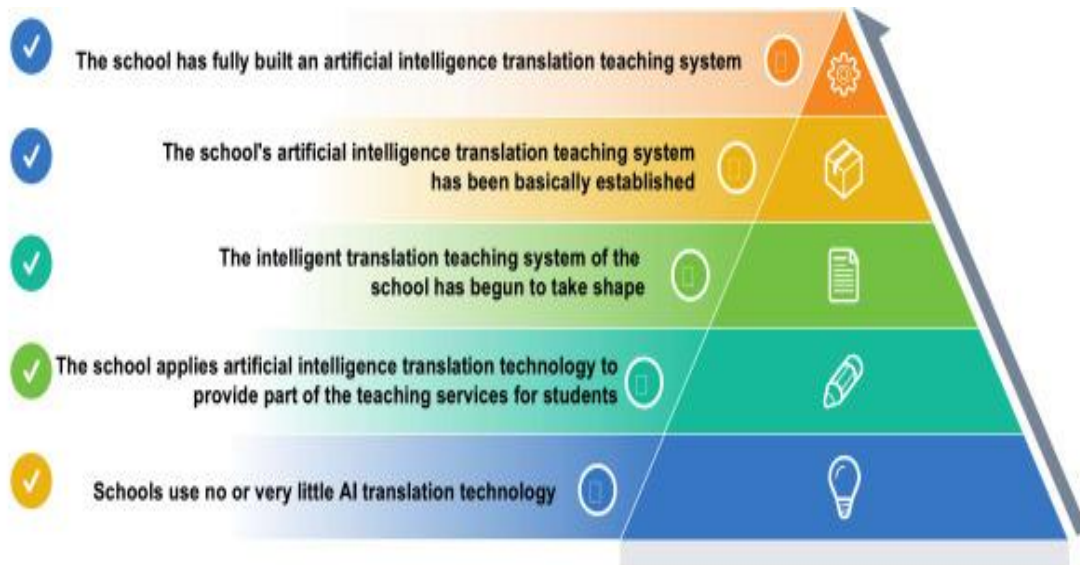 The school has fully built an artificial intelligence translation teaching system
The school's artificial intelligence translation teaching system
has been basically established
The intelligent translation teaching system of the
school has begun to take shape
The school applies artificial intelligence translation technology to
provide part of the teaching services for students
Schools use no or very little AI translation technology